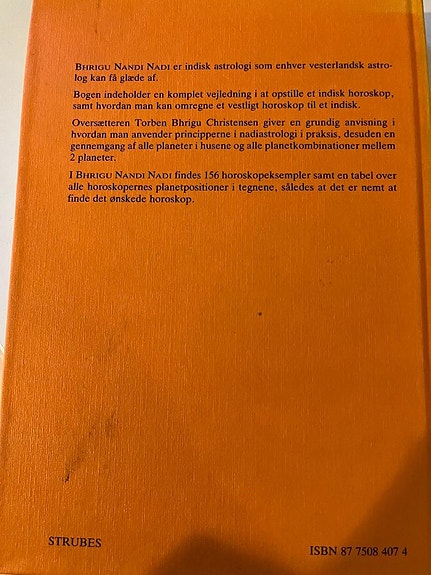 BHRIGU NANDI NADI er indisk astrologi som enhver vesterlandsk astro-
log kan få glæde af.
Bogen indeholder en komplet vejledning i at opstille et indisk horoskop,
samt hvordan man kan omregne et vestligt horoskop til et indisk.
Oversætteren Torben Bhrigu Christensen giver en grundig anvisning i
hvordan man anvender principperne i nadiastrologi i praksis, desuden en
gennemgang af alle planeter i husene og alle planetkombinationer mellem
2 planeter.
I BHRIGU NANDI NADI findes 156 horoskopeksempler samt en tabel over
alle horoskopernes planetpositioner i tegnene, således at det er nemt at
finde det ønskede horoskop.
STRUBES
ISBN 87 7508 407 4